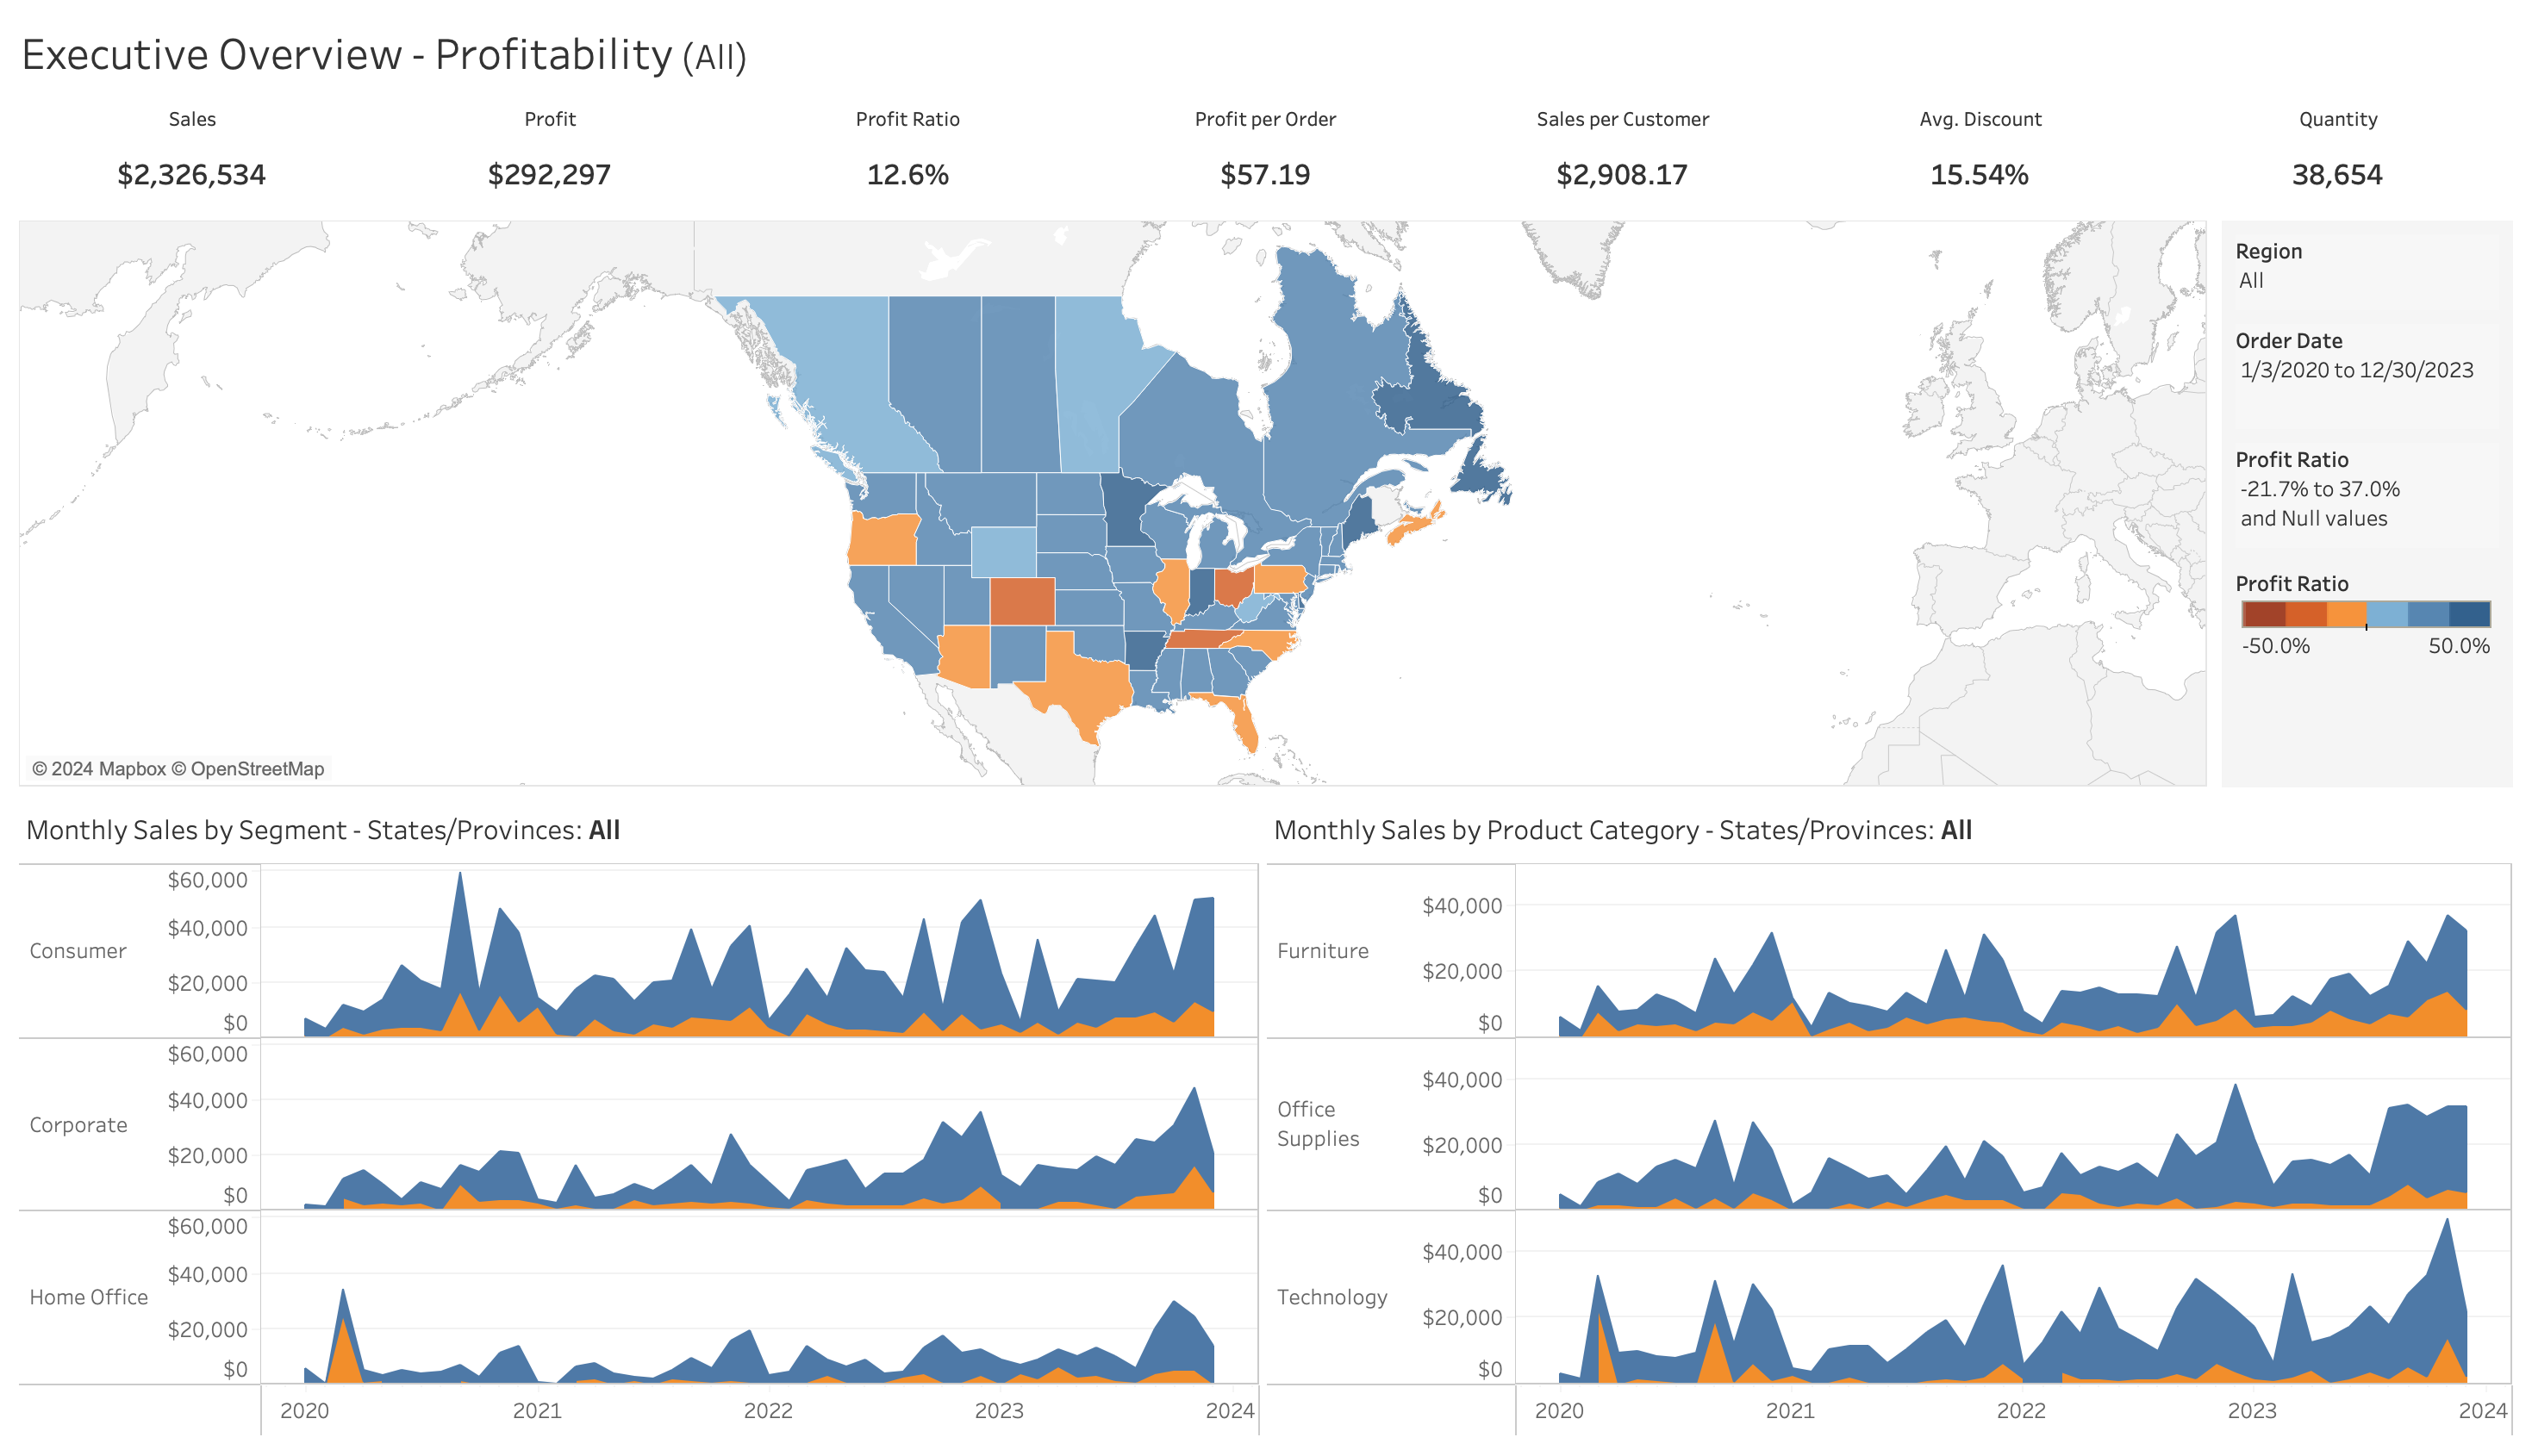 Executive Overview - Profitability (All)
Sales Profit Profit Ratio Profit per Order Sales per Customer Avg. Discount Quantity
$2,326,534 $292,297 12.6% $57.19 $2,908.17 15.54% 38,654
Region
All
Order Date
1/3/2020 to 12/30/2023
Profit Ratio
-21.7% to 37.0%
and Null values
Profit Ratio
-50.0% 50.0%
© 2024 Mapbox © OpenStreetMap
Monthly Sales by Segment - States/Provinces: All
$60,000
$40,000
Consumer
$20,000
$0
$60,000
$40,000
Corporate
$20,000
$0
$60,000
$40,000
Home Office
$20,000
$0
2020 2021 2022 2023 2024
Monthly Sales by Product Category - States/Provinces: All
$40,000
Furniture
$20,000
$0
$40,000
Office
Supplies
$20,000
$0
$40,000
Technology
$20,000
$0
2020 2021 2022 2023 2024